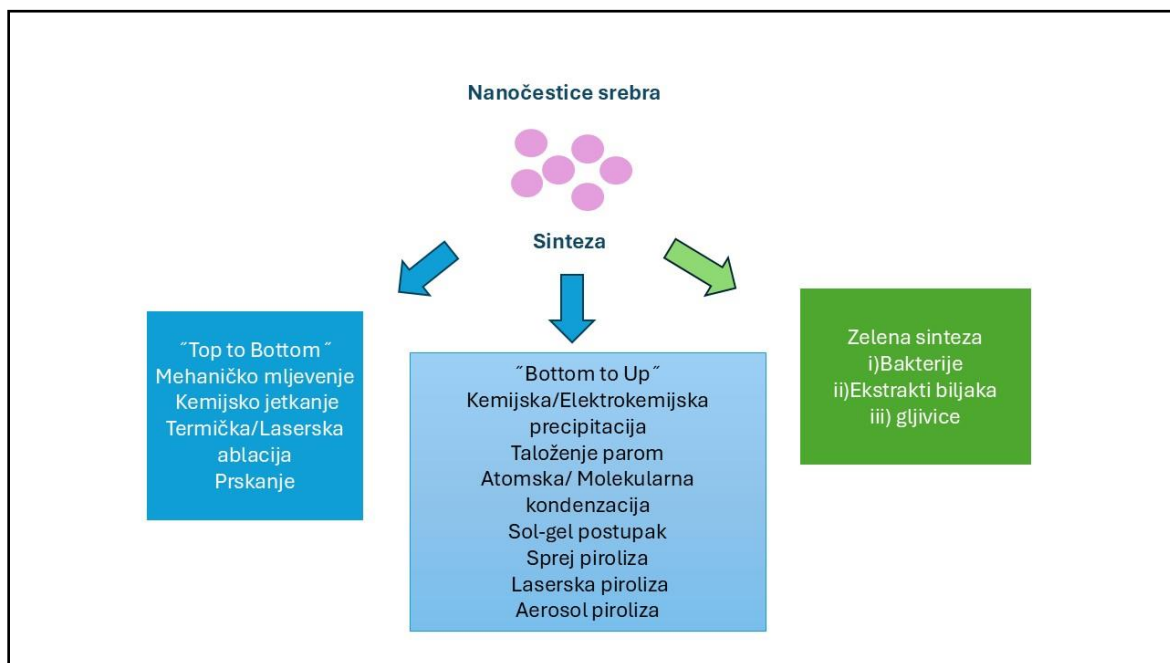 Nanočestice srebra
Sinteza
˝Top to Bottom ˝
Mehaničko mljevenje
Kemijsko jetkanje
Termička/Laserska
ablacija
Prskanje
˝Bottom to Up˝
Kemijska/Elektrokemijska
precipitacija
Taloženje parom
Atomska/ Molekularna
kondenzacija
Sol-gel postupak
Sprej piroliza
Laserska piroliza
Aerosol piroliza
Zelena sinteza
i)Bakterije
ii)Ekstrakti biljaka
iii) gljivice